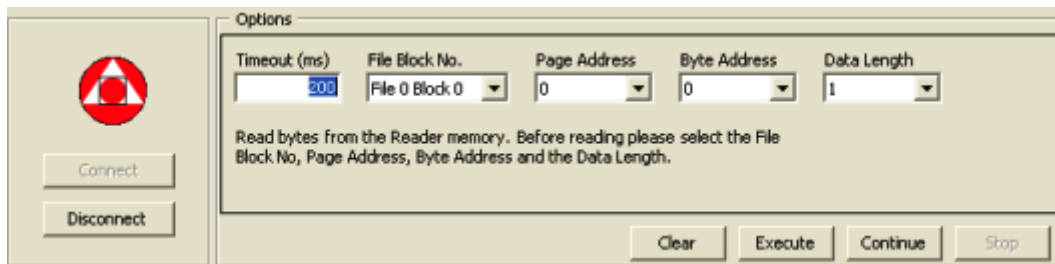 Options
Timeout (ms) File Block No. Page Address Byte Address Data Length
200 File 0 Block 0 0 0 1
Read bytes from the Reader memory. Before reading please select the File
Block No, Page Address, Byte Address and the Data Length.
Connect
Disconnect
Clear Execute Continue Stop